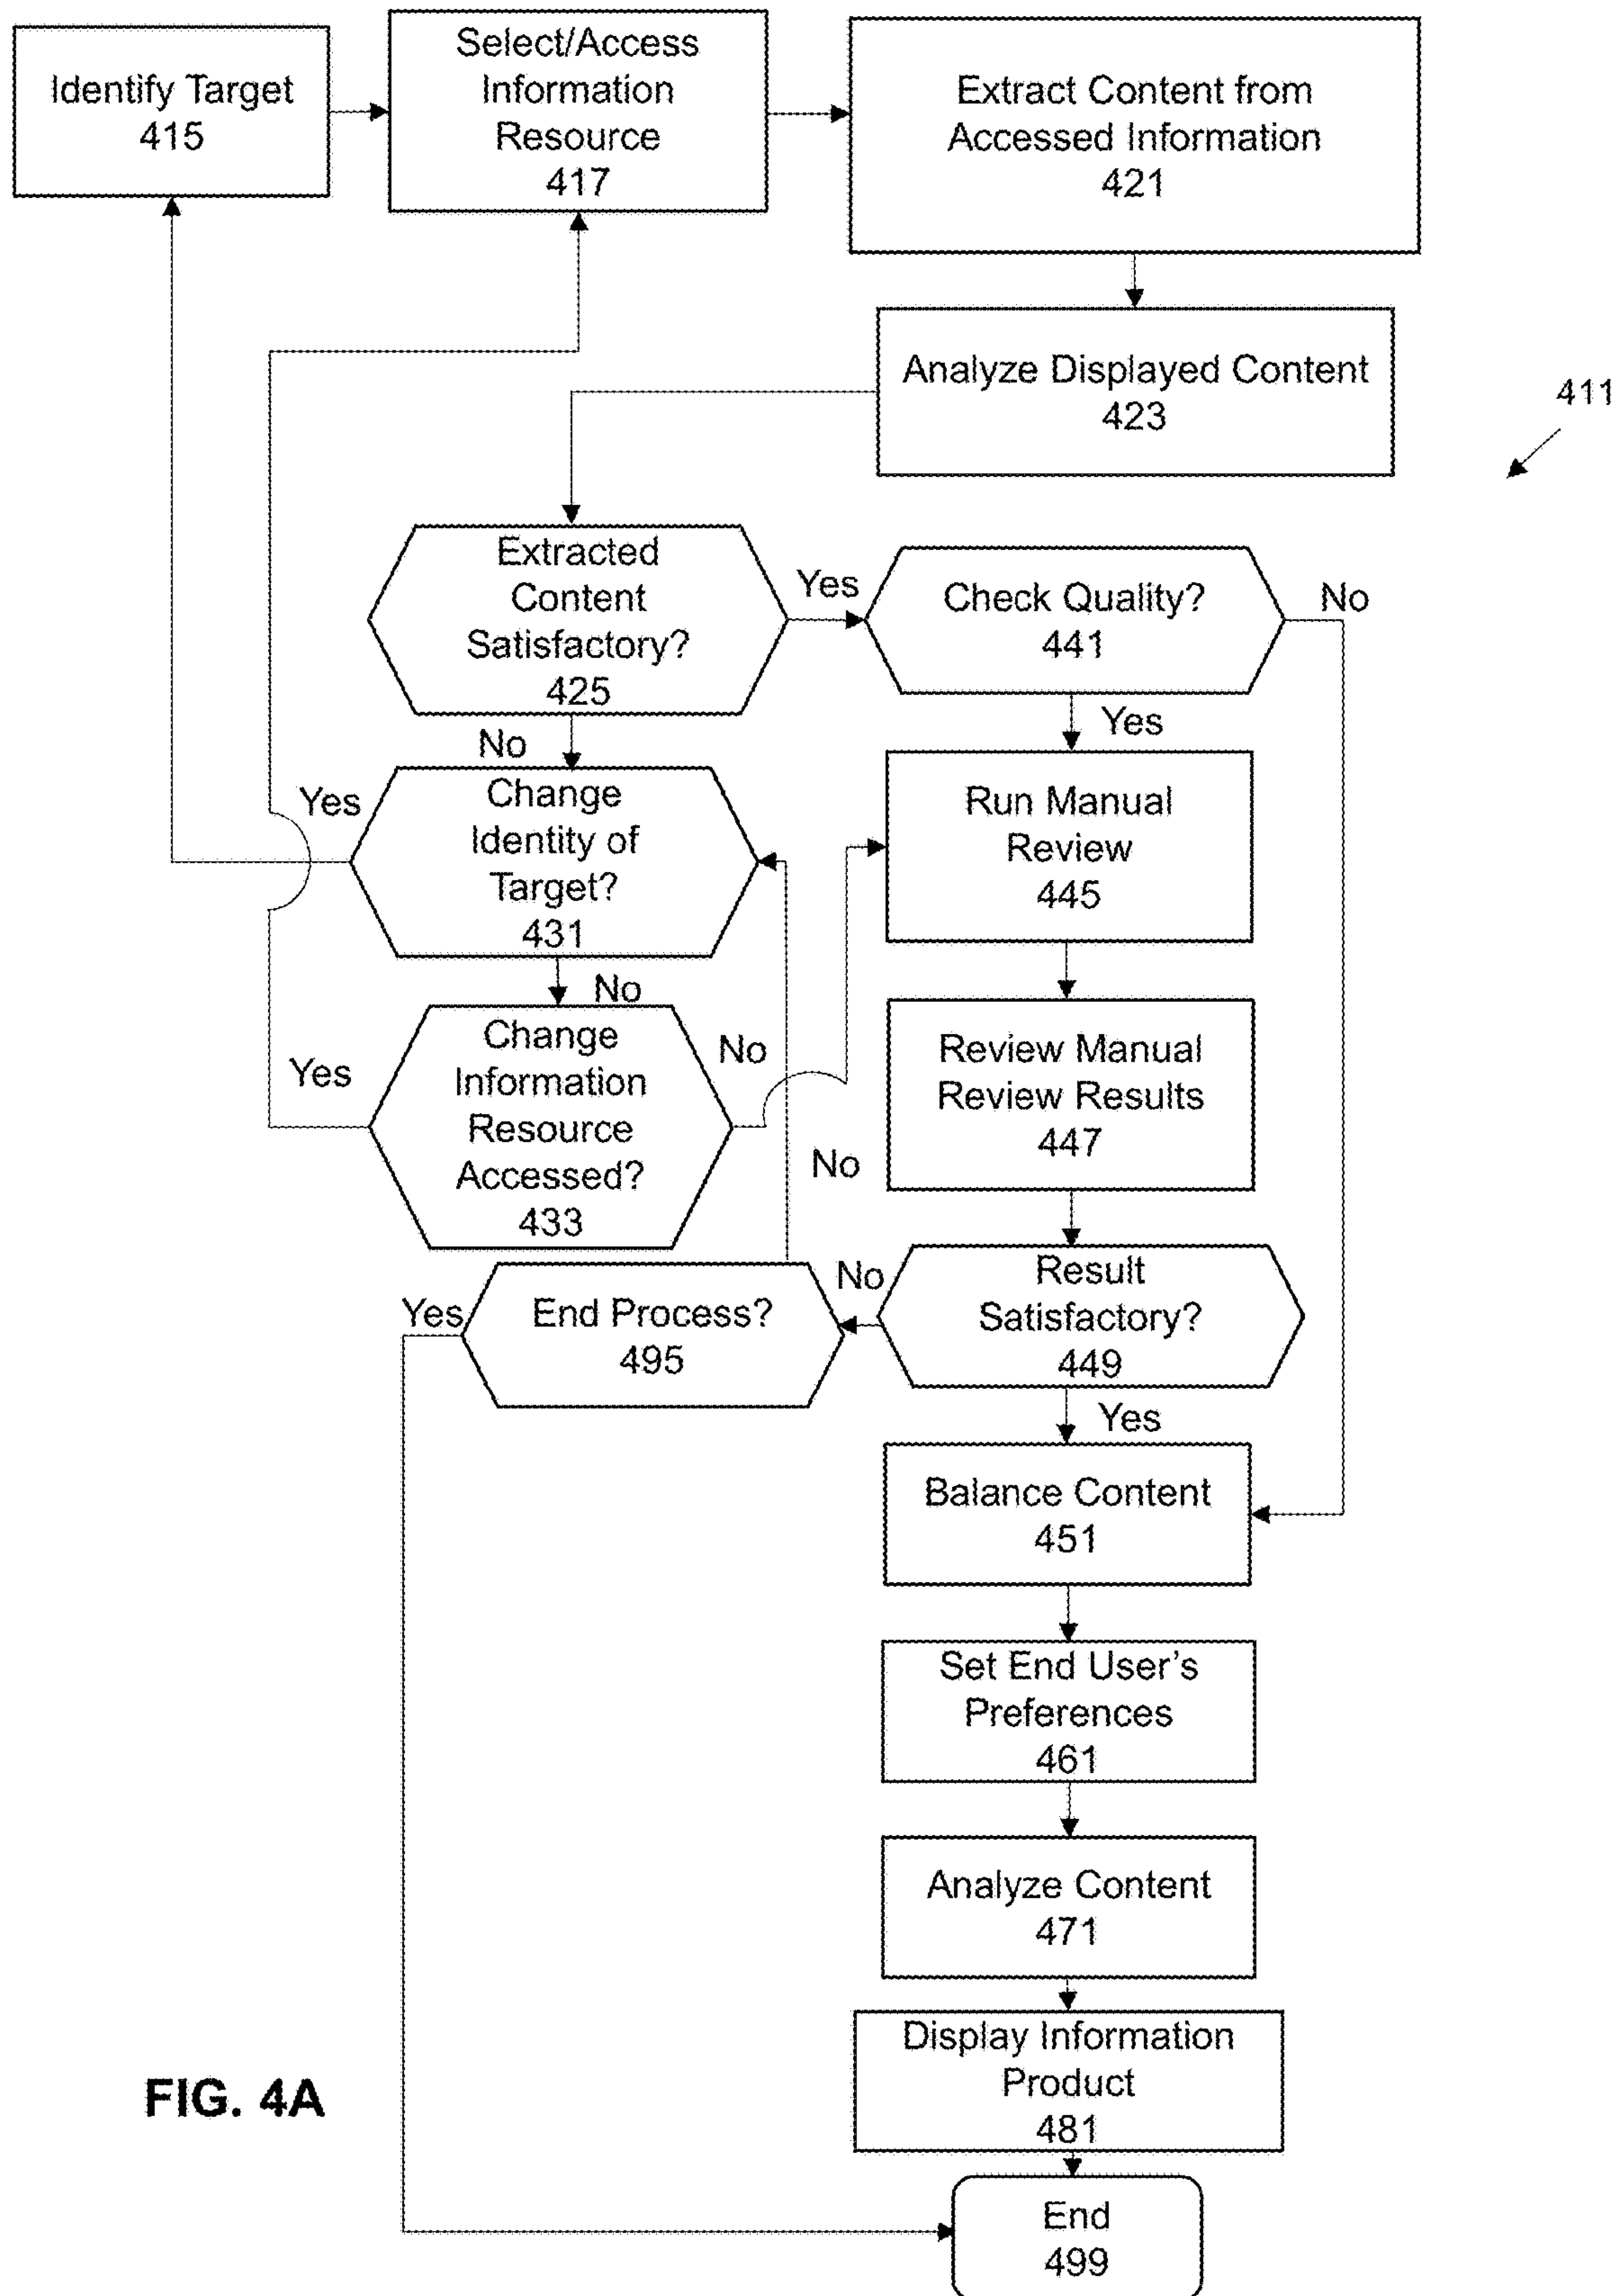 Identify Target
415
Select/Access
Information
Resource
417
Extract Content from
Accessed Information
421
Analyze Displayed Content
423
411
Extracted
Content
Satisfactory?
425
Yes
Check Quality?
441
No
No
Yes
Yes
Change
Identity of
Target?
431
Run Manual
Review
445
No
Yes
Change
Information
Resource
Accessed?
433
No
Review Manual
Review Results
447
No
Yes
End Process?
495
No
Result
Satisfactory?
449
Yes
Balance Content
451
Set End User’s
Preferences
461
Analyze Content
471
Display Information
Product
481
FIG. 4A
End
499